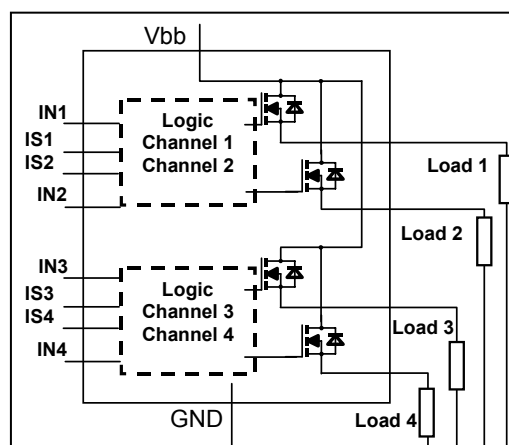 Vbb
IN1
IS1
IS2
IN2
Logic
Channel 1
Channel 2
Load 1
Load 2
IN3
IS3
IS4
IN4
Logic
Channel 3
Channel 4
Load 3
Load 4
GND